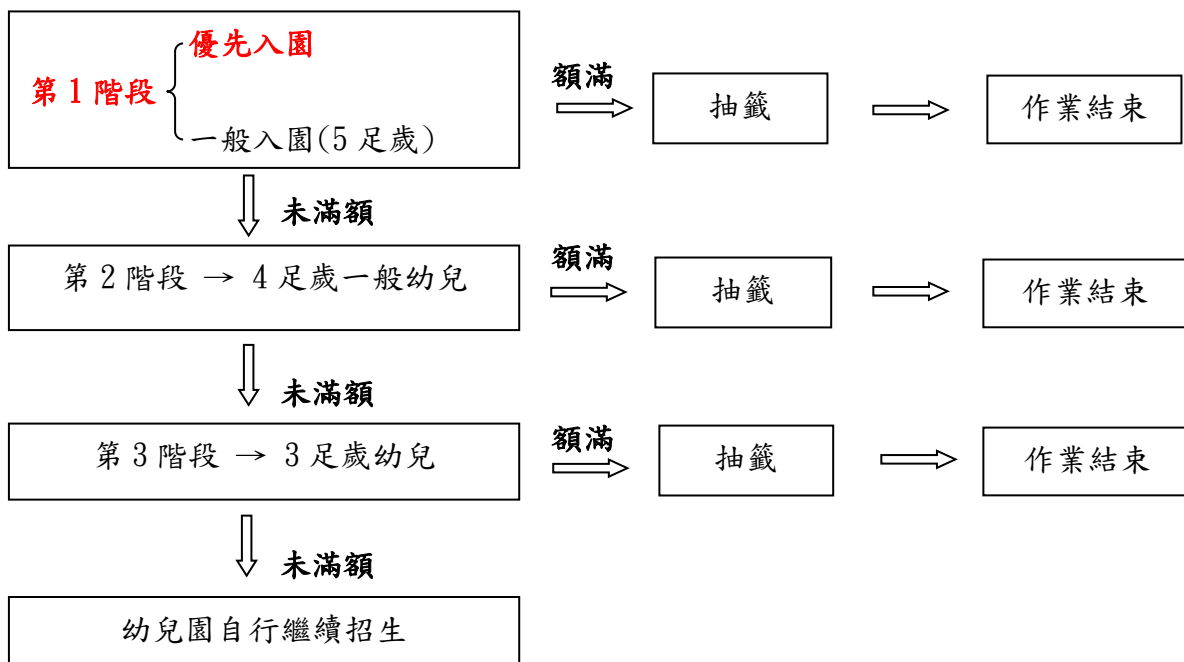 優先入園
第1階段
一般入園(5足歲)
額滿
抽籤
作業結束
未滿額
第2階段 → 4足歲一般幼兒
額滿
抽籤
作業結束
未滿額
第3階段 → 3足歲幼兒
額滿
抽籤
作業結束
未滿額
幼兒園自行繼續招生